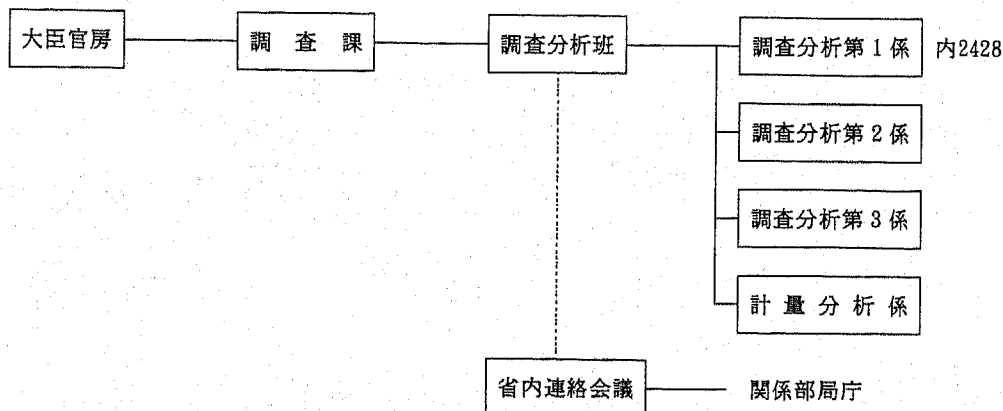 大臣官房
調査課
調査分析班
調査分析第1係 内2428
調査分析第2係
調査分析第3係
計量分析係
省内連絡会議
関係部局庁